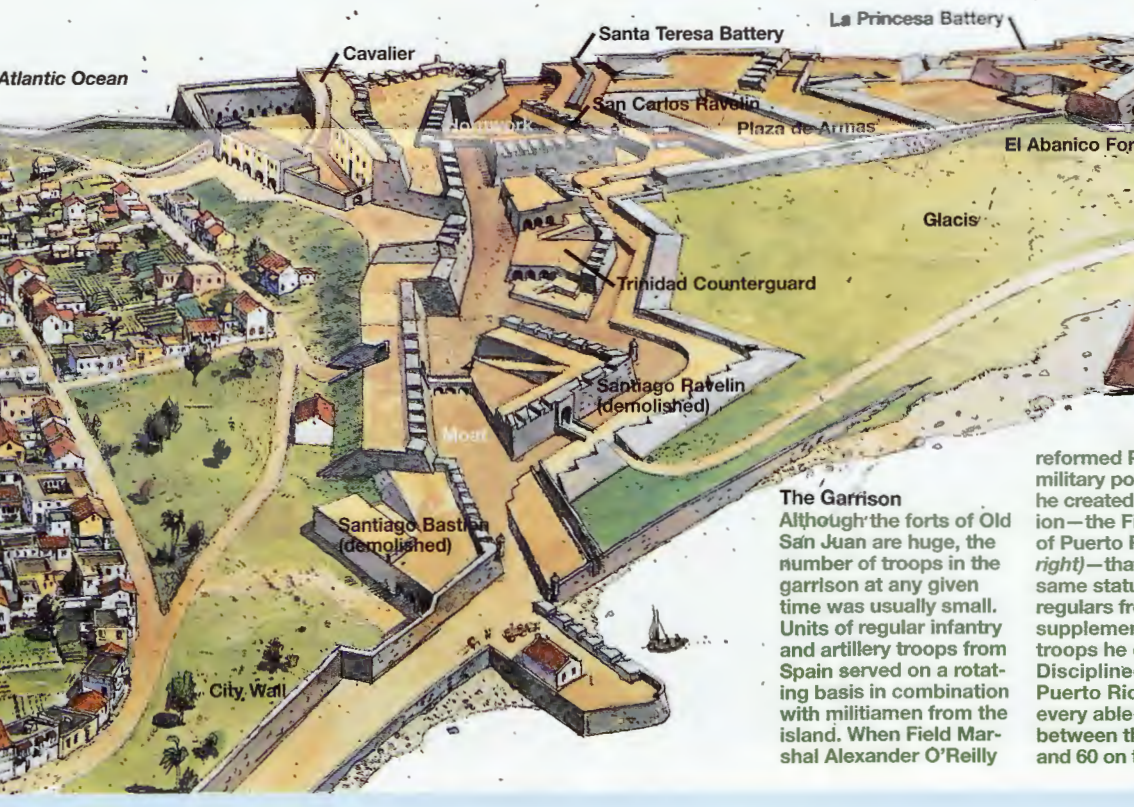 La Princesa Battery
Santa Teresa Battery
Cavalier
Atlantic Ocean
San Carlos Ravelin
Hornwork
Plaza de Armas
El Abanico For
Glacis
Trinidad Counterguard
Santiago Ravelin
(demolished)
Moat
Santiago Bastion
(demolished)
City Wall
The Garrison
Although the forts of Old
San Juan are huge, the
number of troops in the
garrison at any given
time was usually small.
Units of regular infantry
and artillery troops from
Spain served on a rotat-
ing basis in combination
with militiamen from the
island. When Field Mar-
shal Alexander O'Reilly
reformed P
military po
he created
ion—the Fi
of Puerto R
right)—tha
same statu
regulars fro
supplemen
troops he
Discipline
Puerto Ric
every able
between th
and 60 on